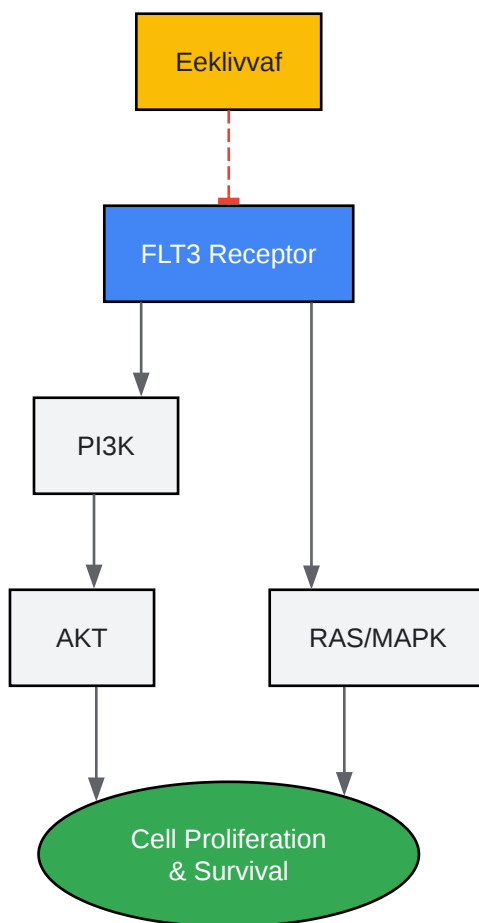 Eeklivvaf
FLT3 Receptor
PI3K
AKT
RAS/MAPK
Cell Proliferation
& Survival